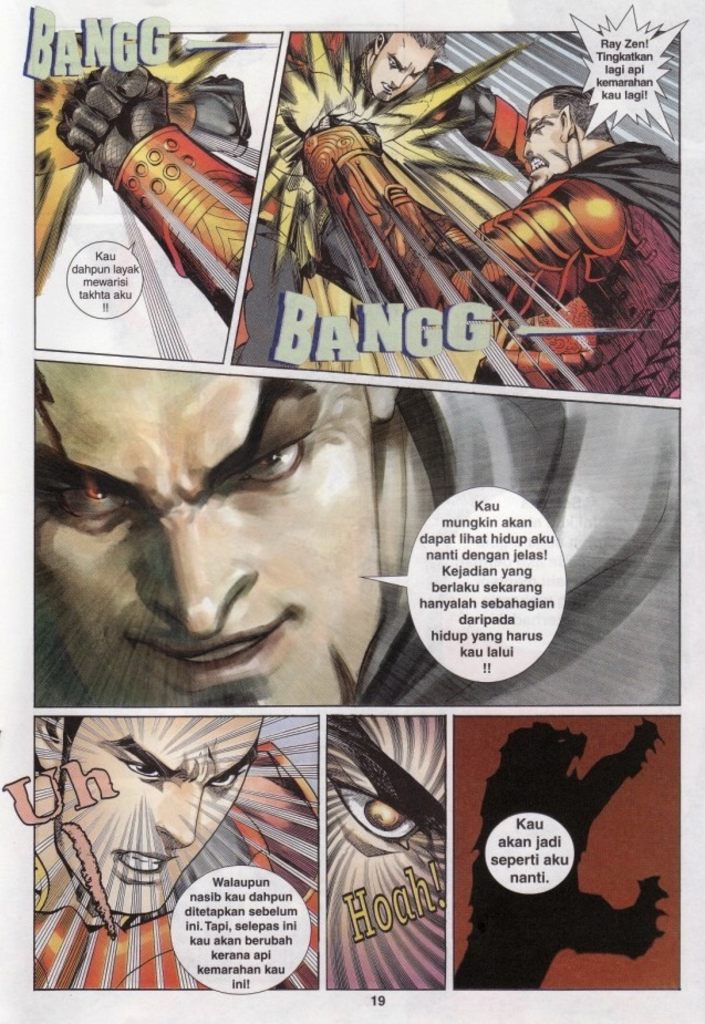 BANGG
Kau
dahpun layak
mewarisi
takhta aku
!!
Ray Zen!
Tingkatkan
lagi api
kemarahan
kau lagi!
BANGG
Kau
mungkin akan
dapat lihat hidup aku
nanti dengan jelas!
Kejadian yang
berlaku sekarang
hanyalah sebahagian
daripada
hidup yang harus
kau lalui
!!
Uh
!
Walaupun
nasib kau dahpun
ditetapkan sebelum
ini. Tapi, selepas ini
kau akan berubah
kerana api
kemarahan kau
ini!
Hoah!
Kau
akan jadi
seperti aku
nanti.
19